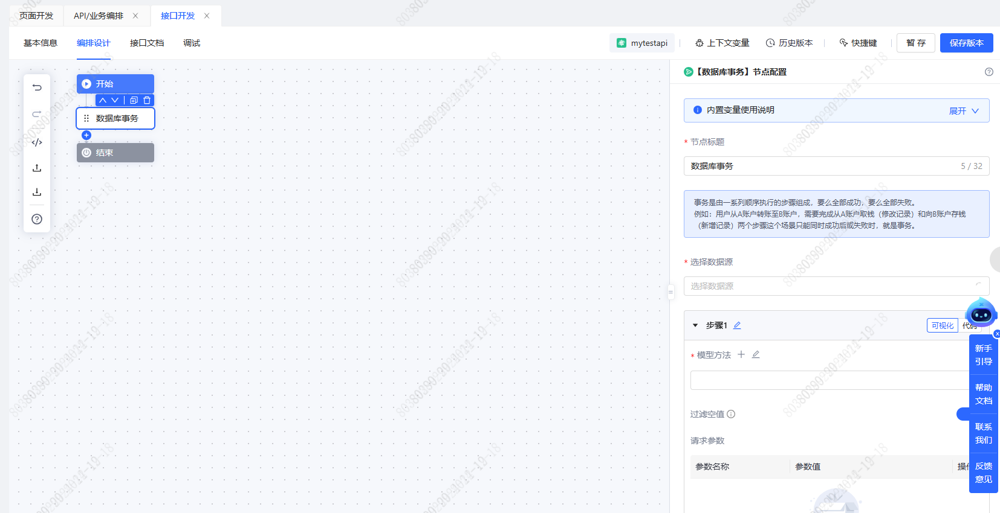 页面开发
API/业务编排
接口开发
基本信息
编排设计
接口文档
调试
mytestapi
上下文变量
历史版本
快捷键
暂 存
保存版本
开始
数据库事务
结束
【数据库事务】节点配置
内置变量使用说明
展开
* 节点标题
数据库事务
5 / 32
事务是由一系列顺序执行的步骤组成，要么全部成功，要么全部失败。
例如：用户从A账户转账至B账户，需要完成从A账户取钱（修改记录）和向B账户存钱
（新增记录）两个步骤这个场景只能同时成功后或失败时，就是事务。
* 选择数据源
选择数据源
步骤1
可视化
代码
* 模型方法
过滤空值
请求参数
参数名称
参数值
新手
引导
帮助
文档
联系
我们
反馈
意见